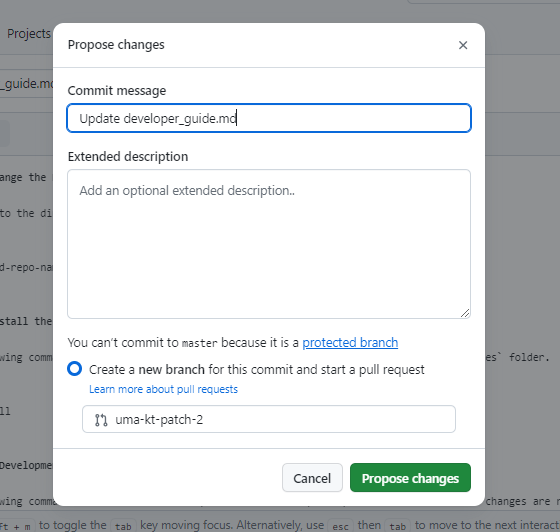 Projects
_guide.md
Propose changes
Commit message
Update developer_guide.md
Extended description
ange the
Add an optional extended description..
to the di
d-repo-na
stall the
You can't commit to master because it is a protected branch
wing comm
es` folder.
Create a new branch for this commit and start a pull request
Learn more about pull requests
ll
uma-kt-patch-2
Developme
Cancel
Propose changes
wing comm
changes are r
ft + m to toggle the tab key moving focus. Alternatively, use esc then tab to move to the next interact